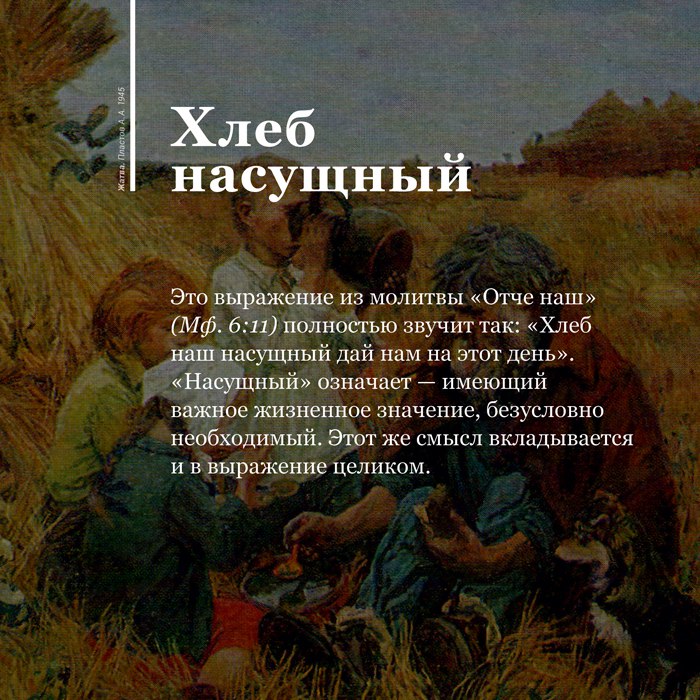 Жатва. Пластов А.А. 1945
Хлеб
насущный
Это выражение из молитвы «Отче наш»
(Мф. 6:11) полностью звучит так: «Хлеб
наш насущный дай нам на этот день».
«Насущный» означает — имеющий
важное жизненное значение, безусловно
необходимый. Этот же смысл вкладывается
и в выражение целиком.